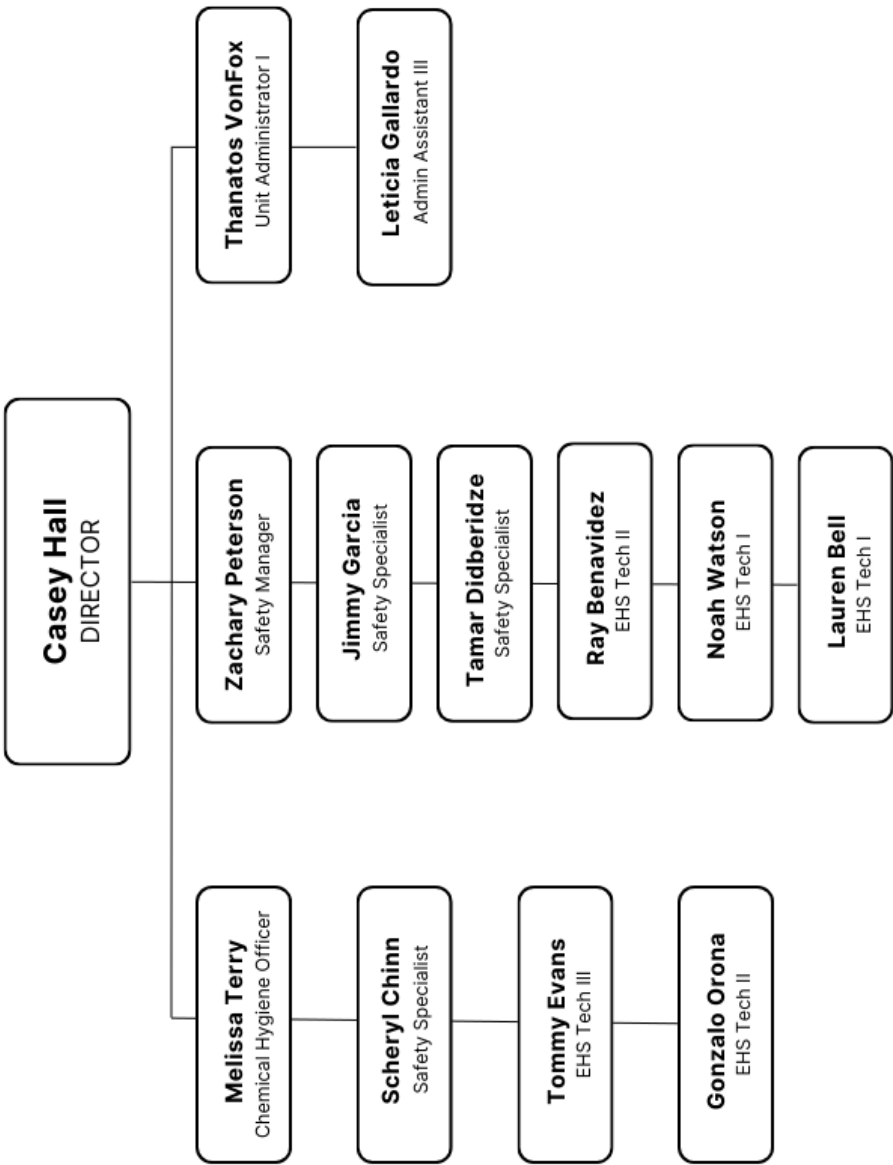 Casey Hall
DIRECTOR
Melissa Terry
Chemical Hygiene Officer
Scheryl Chinn
Safety Specialist
Tommy Evans
EHS Tech III
Gonzalo Orona
EHS Tech II
Zachary Peterson
Safety Manager
Jimmy Garcia
Safety Specialist
Tamar Didberidze
Safety Specialist
Ray Benavidez
EHS Tech II
Noah Watson
EHS Tech I
Lauren Bell
EHS Tech I
Thanatos VonFox
Unit Administrator I
Leticia Gallardo
Admin Assistant III